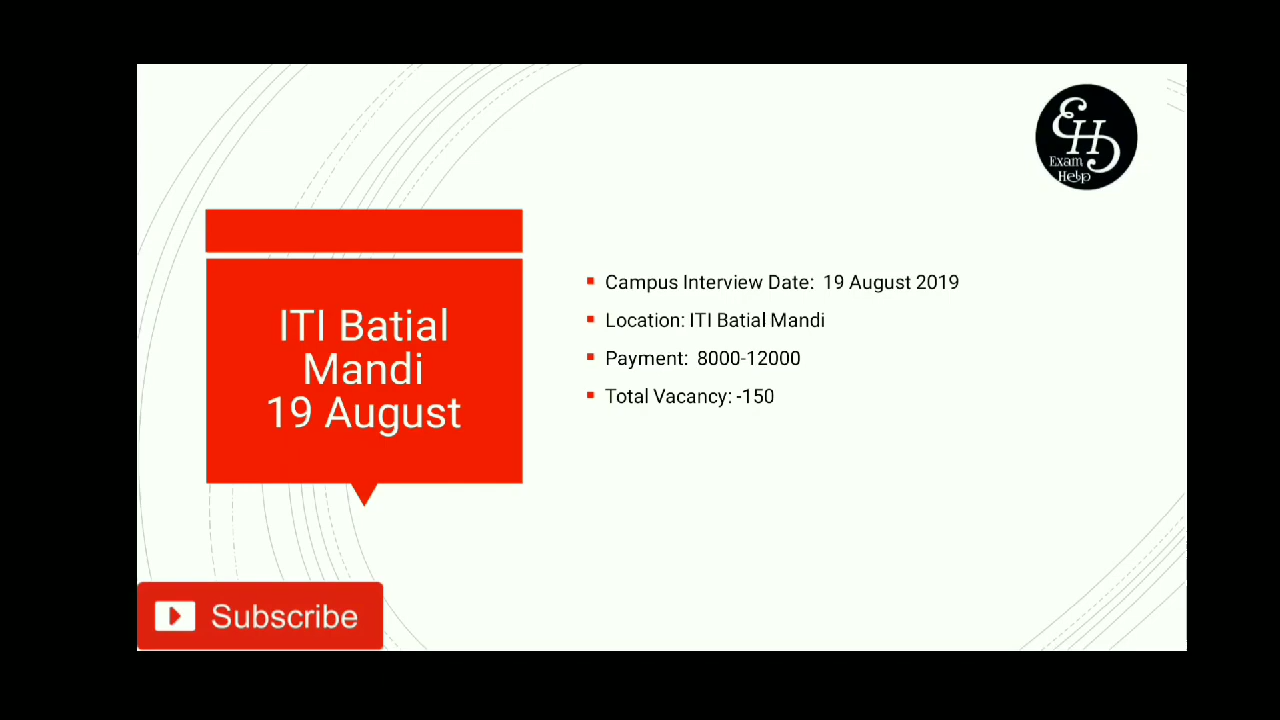 Exam
Help
ITI Batial
Mandi
19 August
Campus Interview Date: 19 August 2019
Location: ITI Batial Mandi
Payment: 8000-12000
Total Vacancy: -150
Subscribe